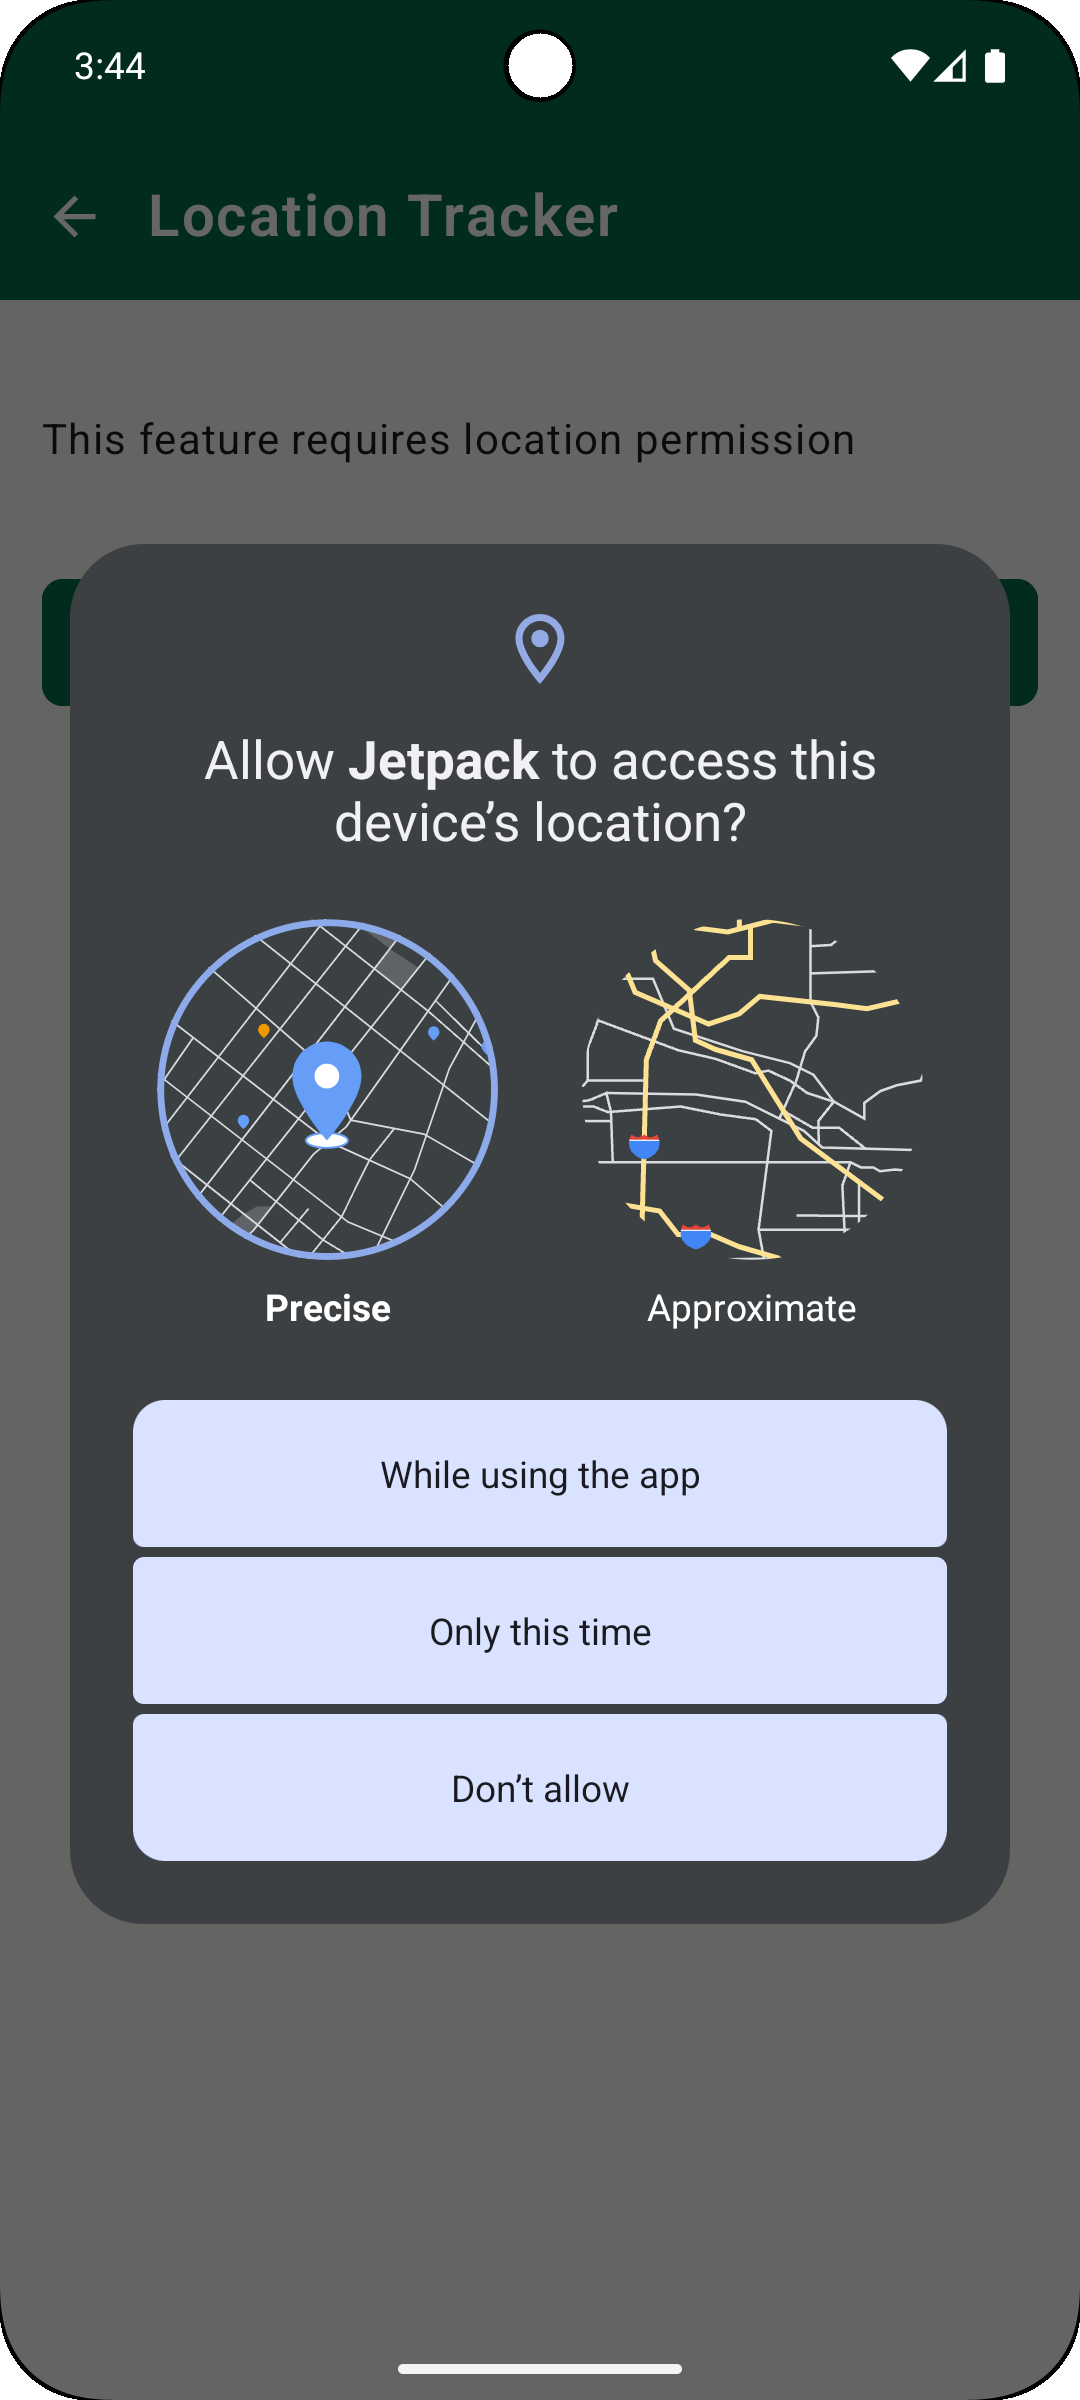 3:44
Location Tracker
This feature requires location permission
Allow Jetpack to access this
device’s location?
Precise
Approximate
While using the app
Only this time
Don’t allow